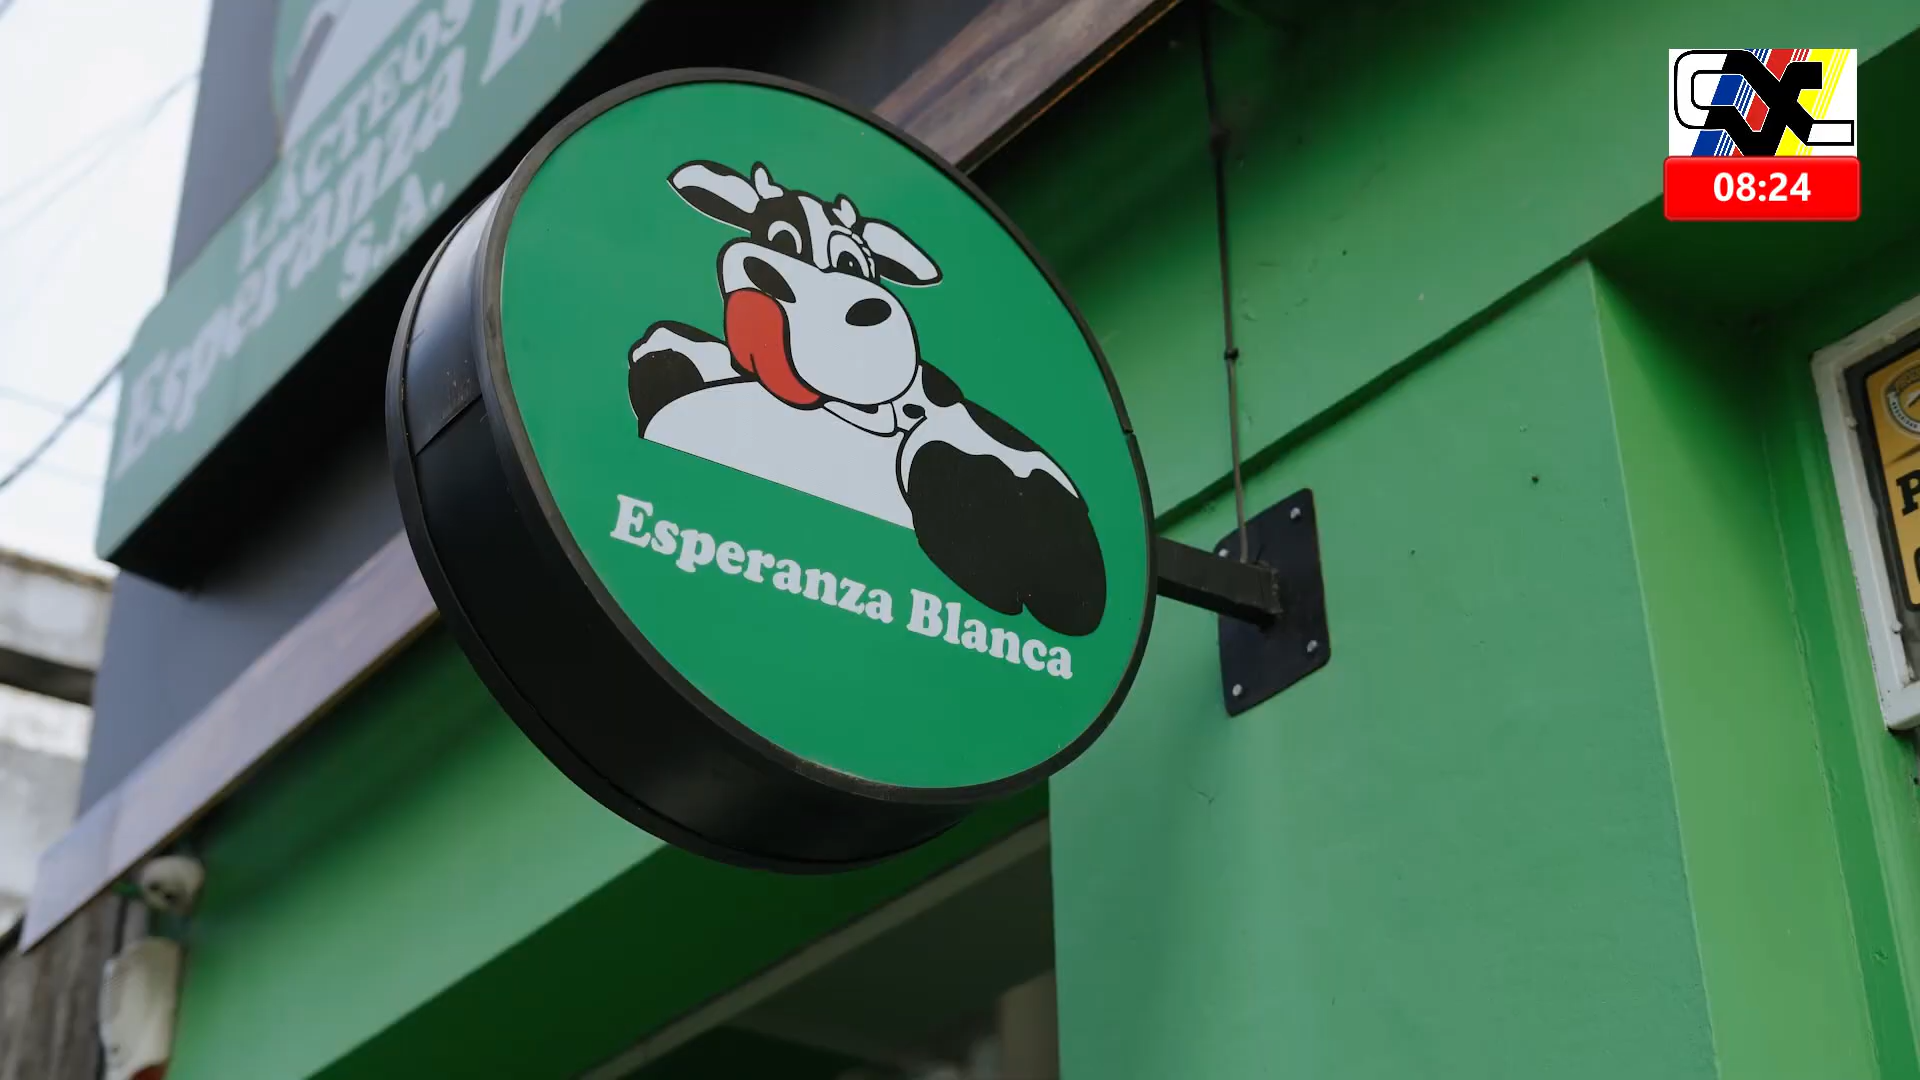 LÁCTEOS
Esperanza B
S.A.
Esperanza Blanca
08:24